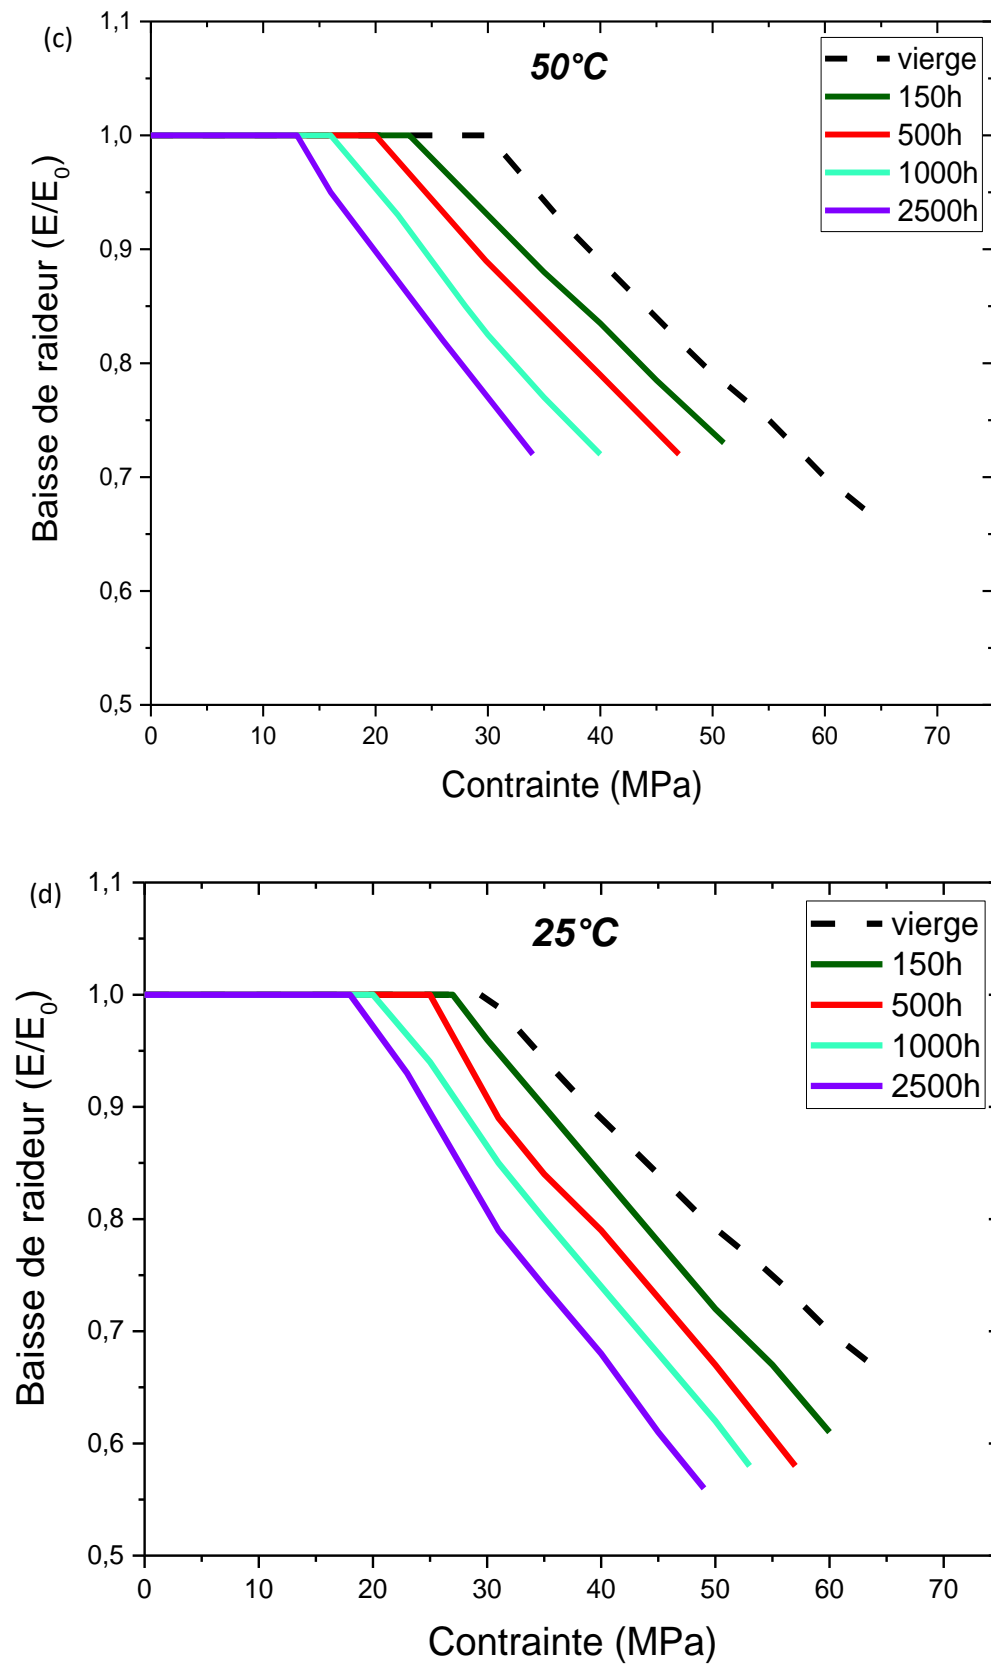 (c)
50°C
vierge
150h
500h
1000h
2500h
1,1
1,0
0,9
0,8
0,7
0,6
0,5
Baisse de raideur (E/E0)
0 10 20 30 40 50 60 70
Contrainte (MPa)
(d)
25°C
vierge
150h
500h
1000h
2500h
1,1
1,0
0,9
0,8
0,7
0,6
0,5
Baisse de raideur (E/E0)
0 10 20 30 40 50 60 70
Contrainte (MPa)